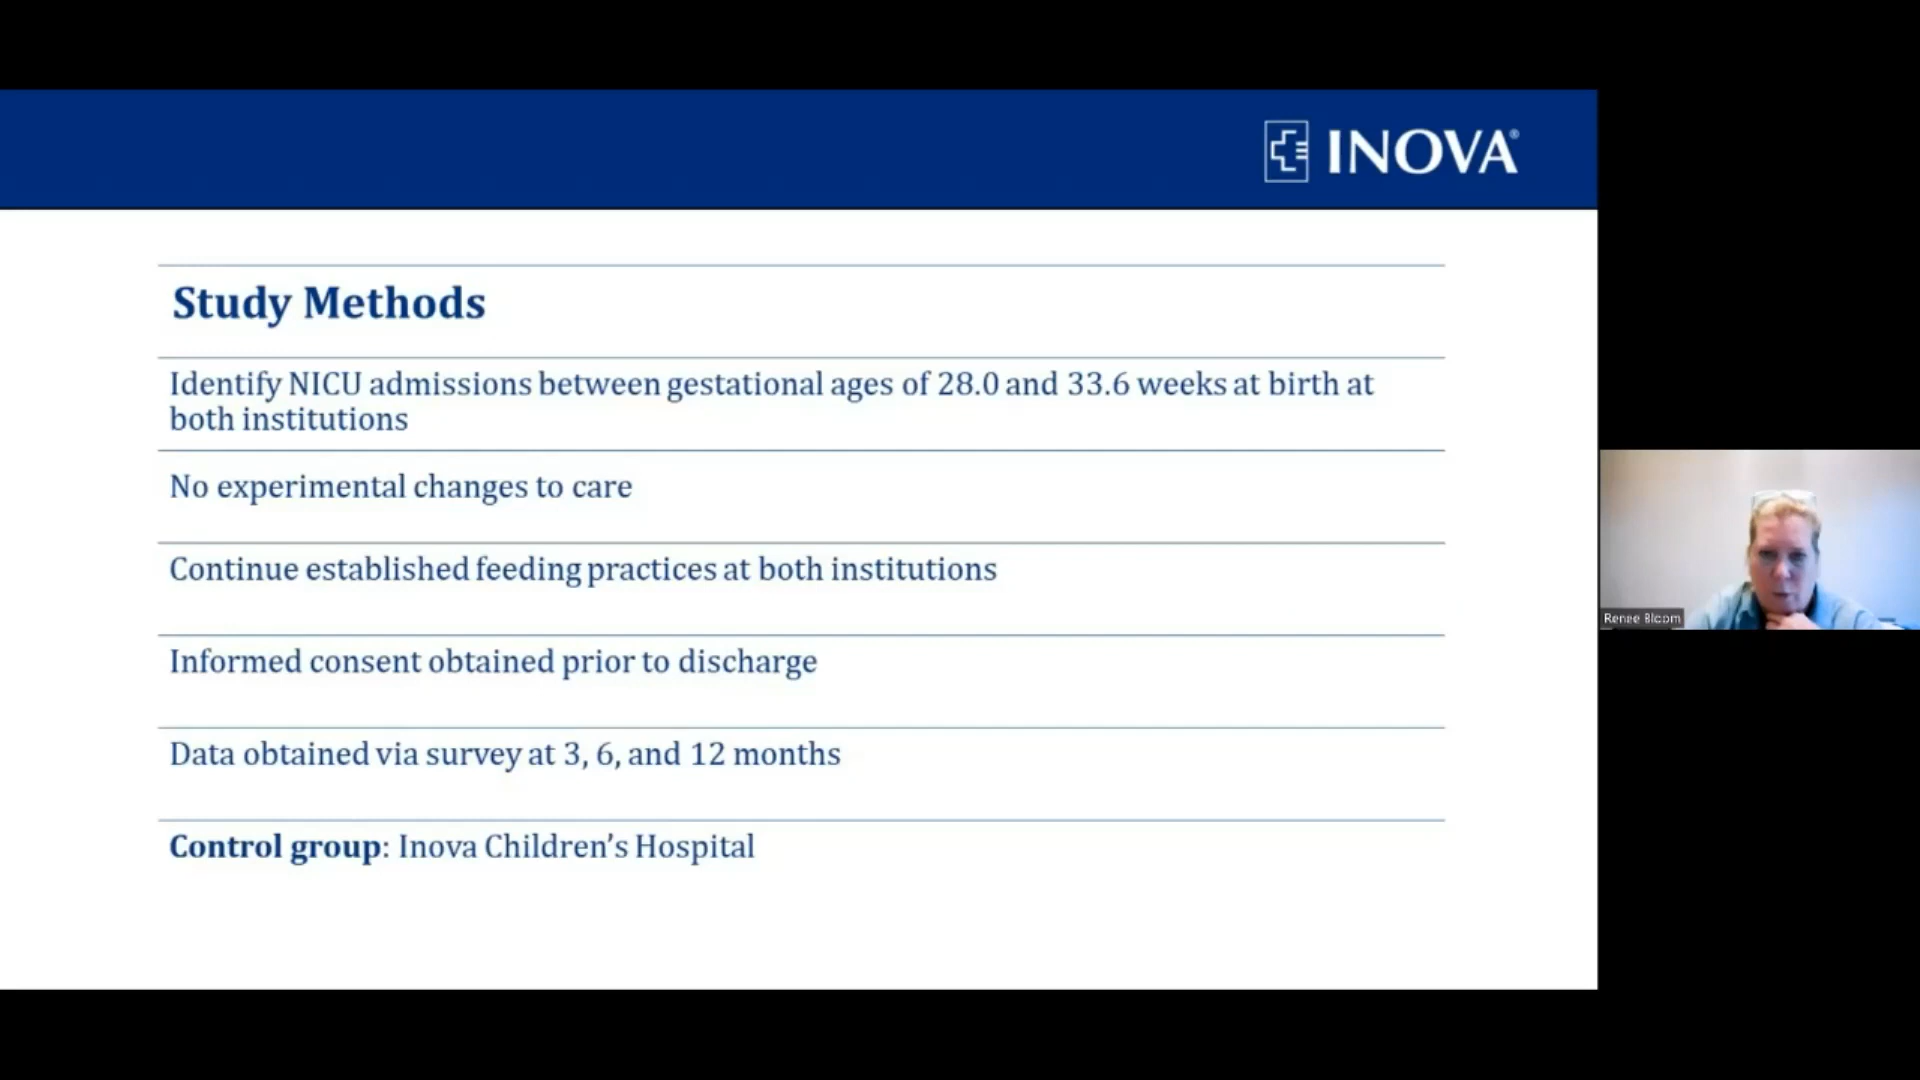 INOVA®
Study Methods
Identify NICU admissions between gestational ages of 28.0 and 33.6 weeks at birth at
both institutions
No experimental changes to care
Continue established feeding practices at both institutions
Informed consent obtained prior to discharge
Data obtained via survey at 3, 6, and 12 months
Control group: Inova Children’s Hospital
Renee Bloom